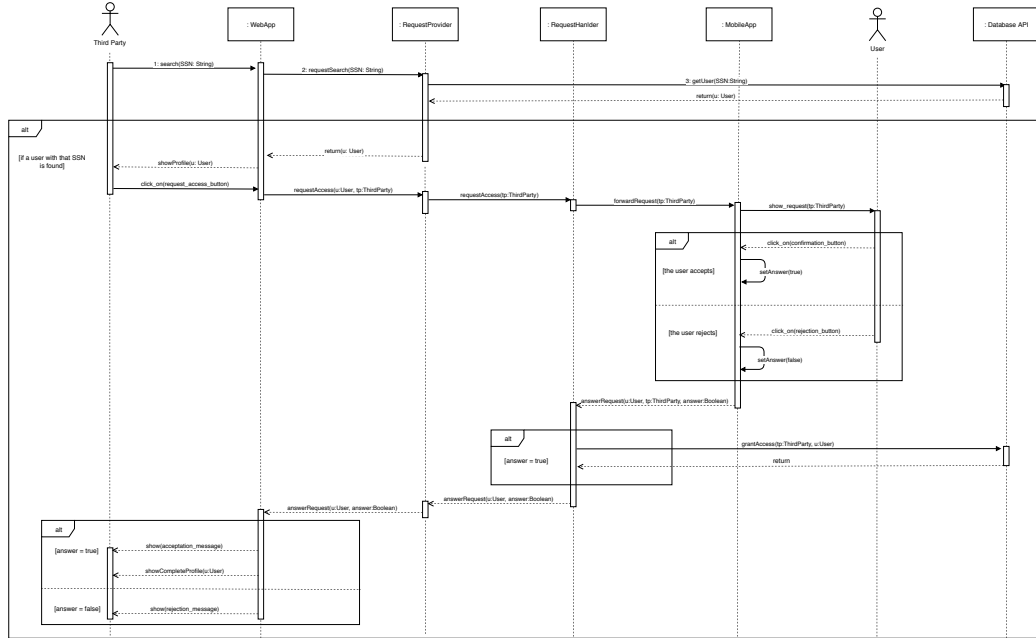 : WebApp
: RequestProvider
: RequestHanlder
: MobileApp
: Database API
Third Party
User
1: search(SSN: String)
2: requestSearch(SSN: String)
3: getUser(SSN:String)
return(u: User)
alt
[if a user with that SSN
is found]
return(u: User)
showProfile(u: User)
click_on(request_access_button)
requestAccess(u:User, tp:ThirdParty)
requestAccess(tp:ThirdParty)
forwardRequest(tp:ThirdParty)
show_request(tp:ThirdParty)
alt
click_on(confirmation_button)
[the user accepts]
setAnswer(true)
[the user rejects]
click_on(rejection_button)
setAnswer(false)
answerRequest(u:User, tp:ThirdParty, answer:Boolean)
alt
grantAccess(tp:ThirdParty, u:User)
[answer = true]
return
answerRequest(u:User, answer:Boolean)
answerRequest(u:User, answer:Boolean)
alt
[answer = true]
show(acceptation_message)
showCompleteProfile(u:User)
[answer = false]
show(rejection_message)